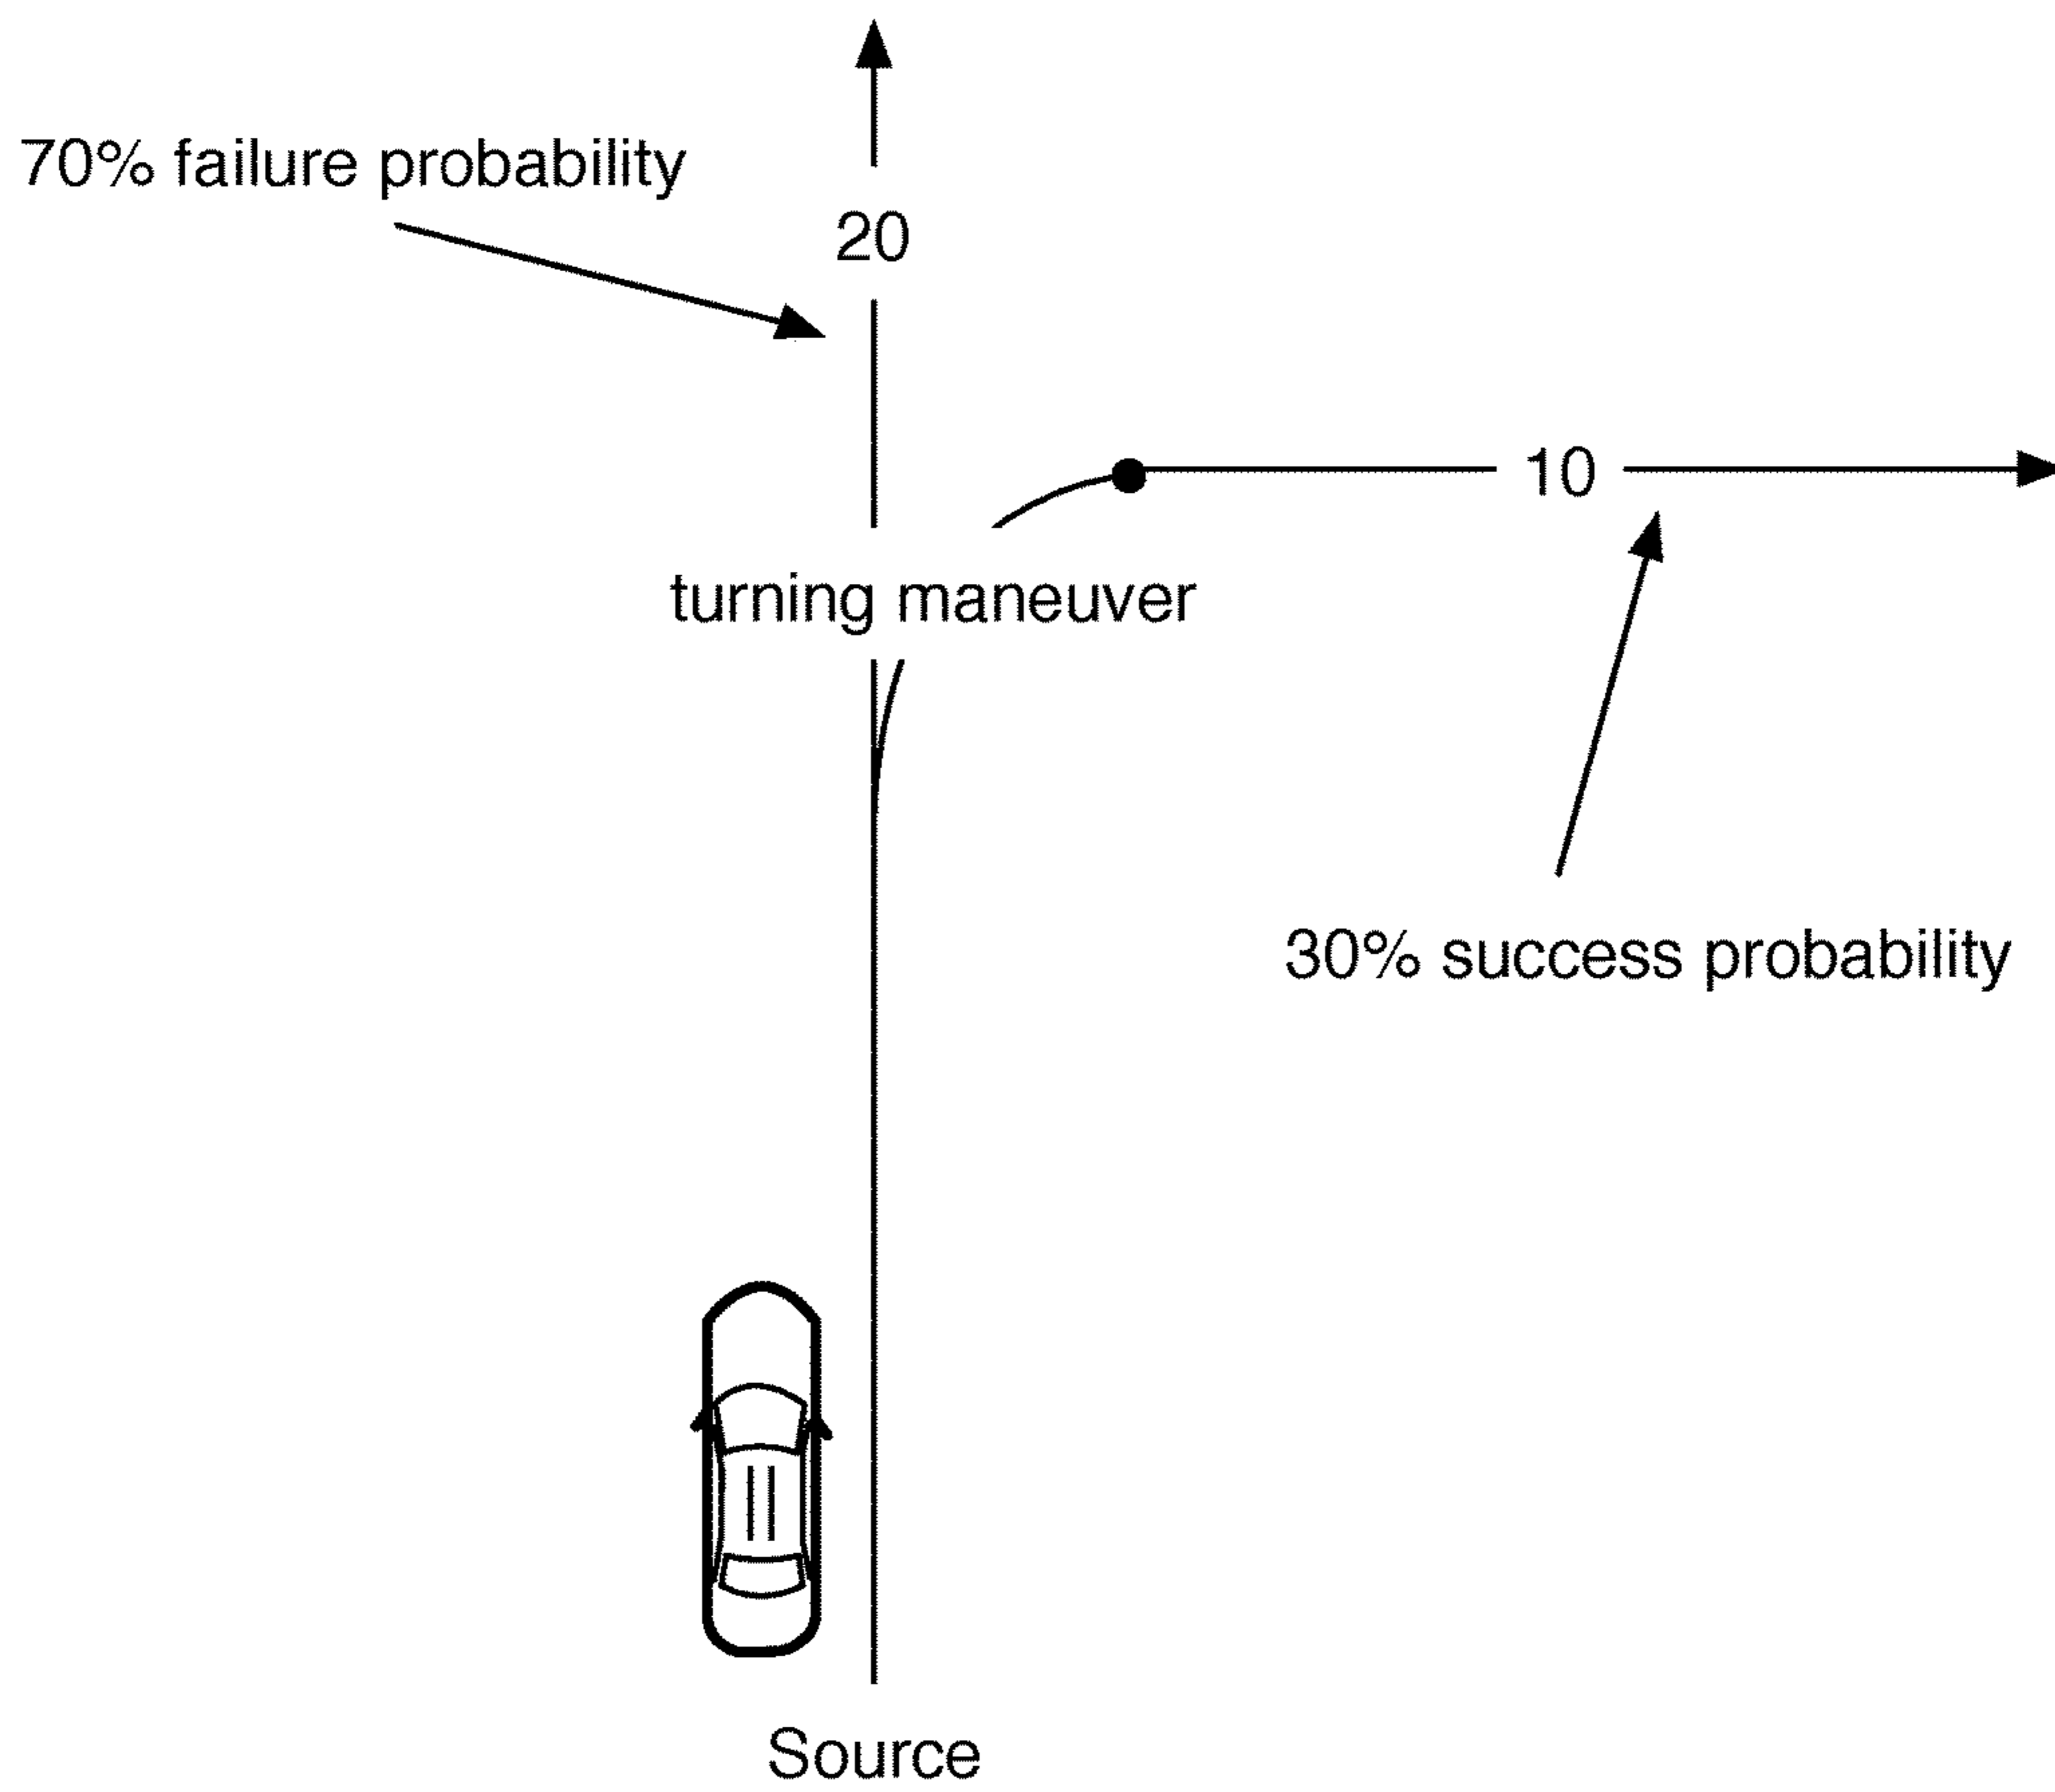 70% failure probability
20
10
turning maneuver
30% success probability
Source